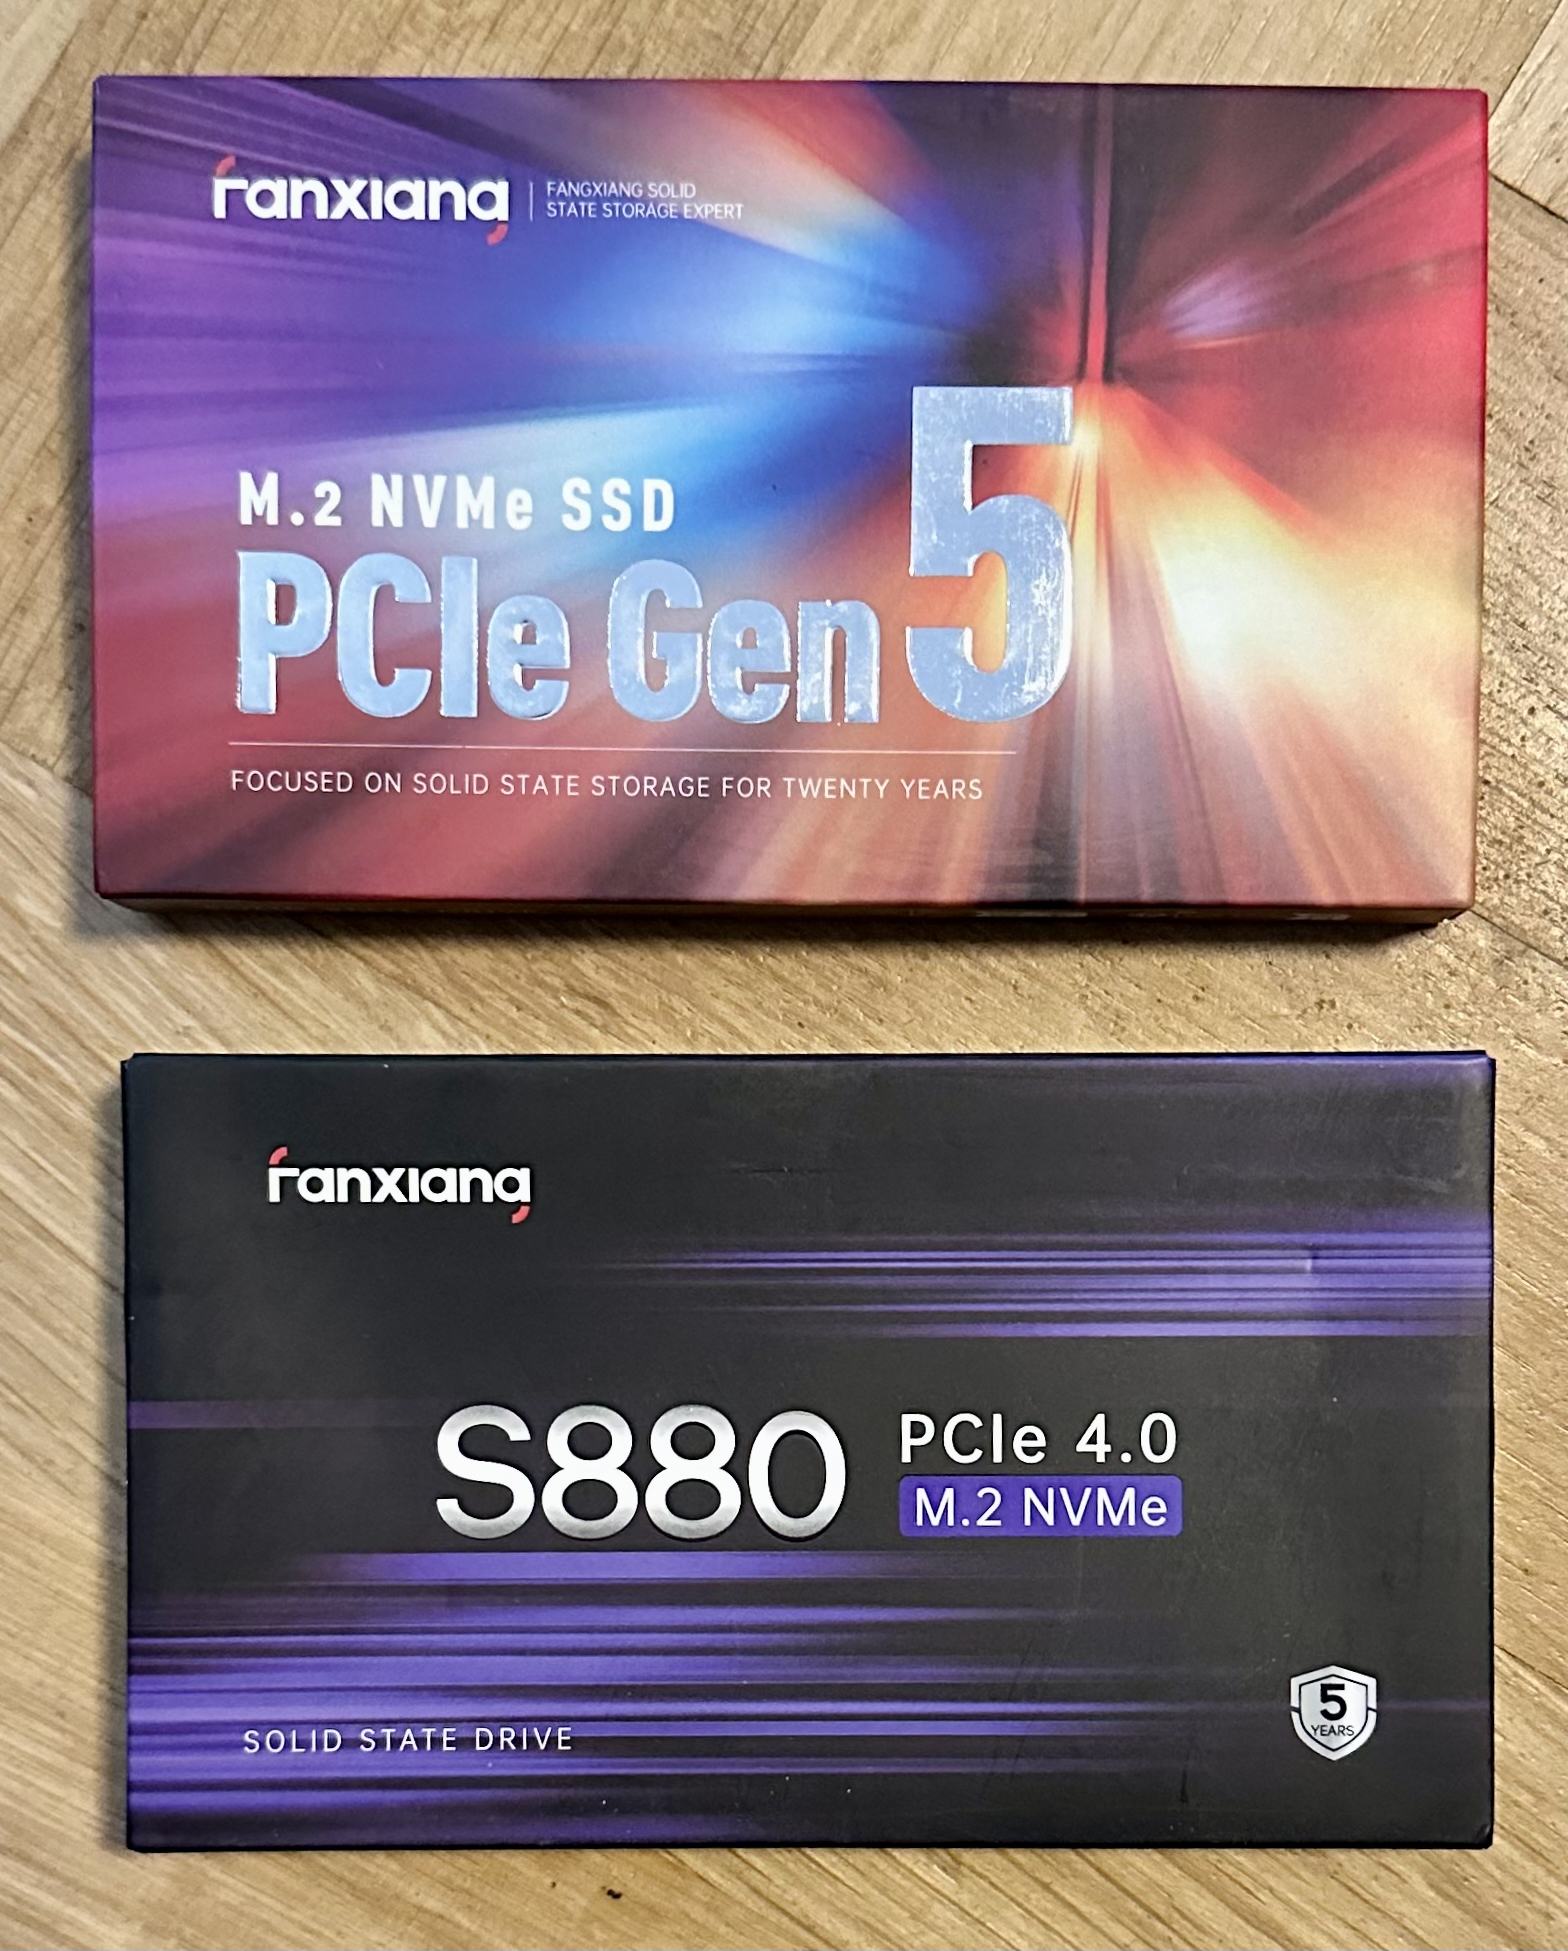 fanxiang
FANGXIANG SOLID
STATE STORAGE EXPERT
M.2 NVMe SSD
PCIe Gen 5
FOCUSED ON SOLID STATE STORAGE FOR TWENTY YEARS
fanxiang
S880
PCIe 4.0
M.2 NVMe
5
YEARS
SOLID STATE DRIVE